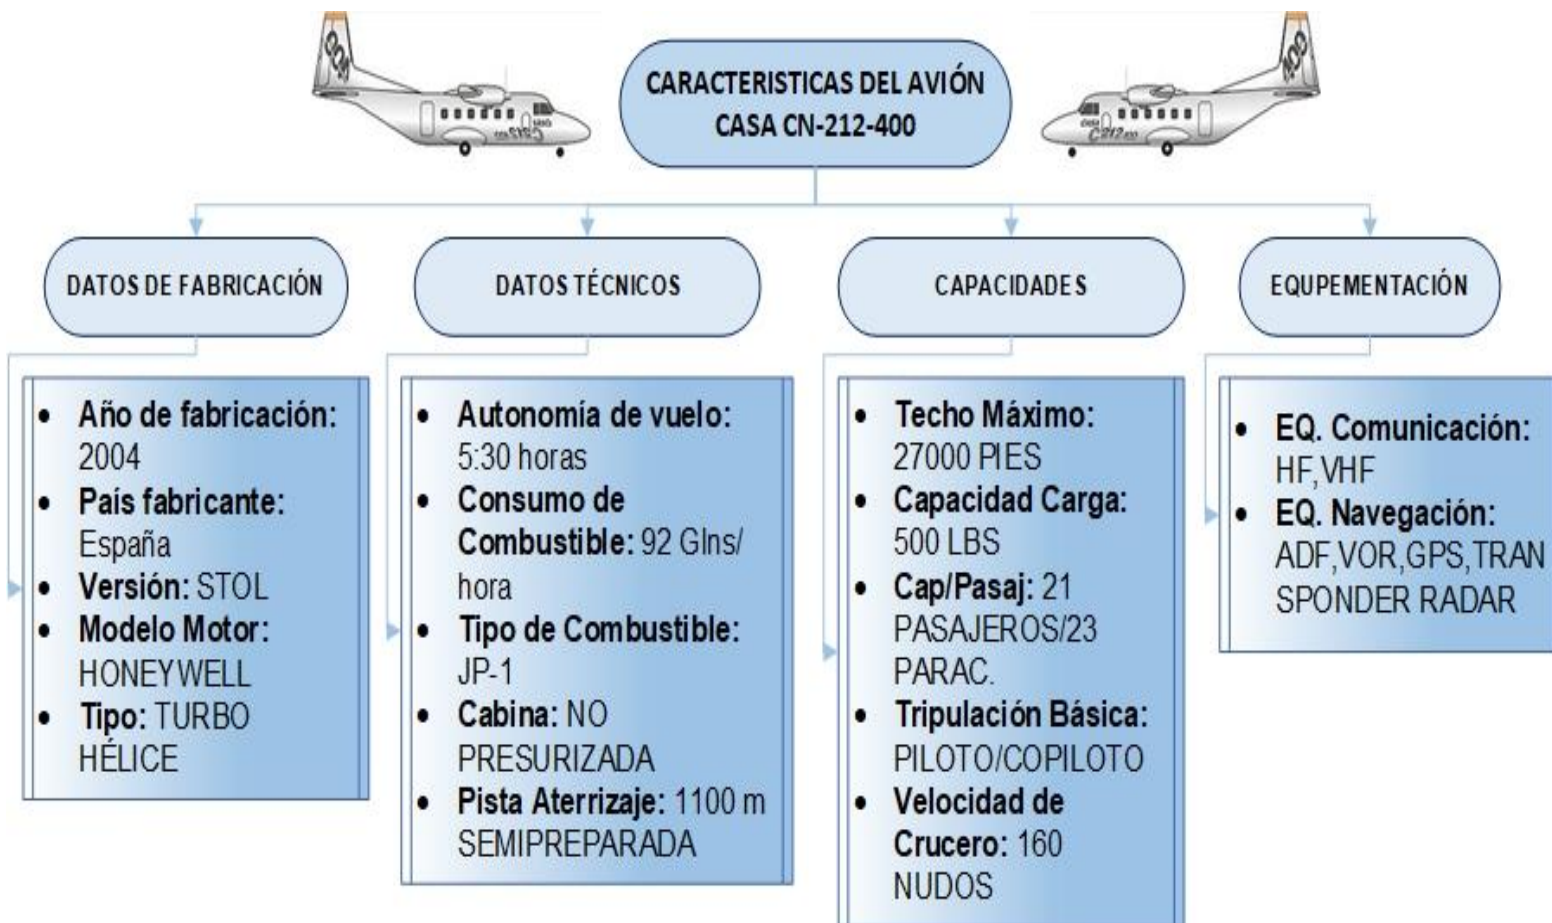 CARACTERISTICAS DEL AVIÓN
CASA CN-212-400
400
400
DATOS DE FABRICACIÓN
• Año de fabricación:
2004
• País fabricante:
España
• Versión: STOL
• Modelo Motor:
HONEYWELL
• Tipo: TURBO
HÉLICE
DATOS TÉCNICOS
• Autonomía de vuelo:
5:30 horas
• Consumo de
Combustible: 92 Glns/
hora
• Tipo de Combustible:
JP-1
• Cabina: NO
PRESURIZADA
• Pista Aterrizaje: 1100 m
SEMIPREPARADA
CAPACIDADES
• Techo Máximo:
27000 PIES
• Capacidad Carga:
500 LBS
• Cap/Pasaj: 21
PASAJEROS/23
PARAC.
• Tripulación Básica:
PILOTO/COPILOTO
• Velocidad de
Crucero: 160
NUDOS
EQUPEMENTACIÓN
• EQ. Comunicación:
HF,VHF
• EQ. Navegación:
ADF,VOR,GPS,TRAN
SPONDER RADAR